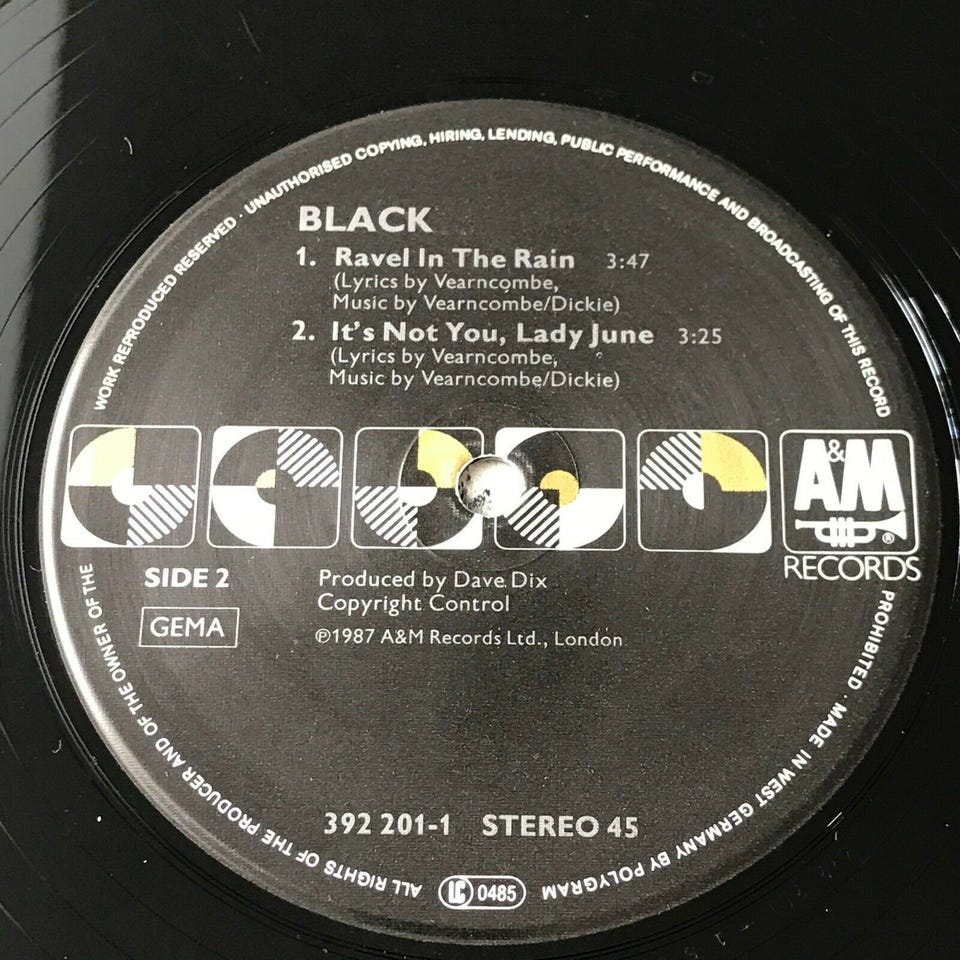 WORK REPRODUCED RESERVED · UNAUTHORISED COPYING, HIRING, LENDING, PUBLIC PERFORMANCE AND BROADCASTING OF THIS RECORD
BLACK
1. Ravel In The Rain 3:47
(Lyrics by Vearncombe,
Music by Vearncombe/Dickie)
2. It's Not You, Lady June 3:25
(Lyrics by Vearncombe,
Music by Vearncombe/Dickie)
A&M
®
RECORDS
SIDE 2
GEMA
Produced by Dave Dix
Copyright Control
℗1987 A&M Records Ltd., London
392 201-1 STEREO 45
PROHIBITED · MADE IN WEST GERMANY BY POLYGRAM
LC 0485
ALL RIGHTS OF THE PRODUCER AND OF THE OWNER OF THE